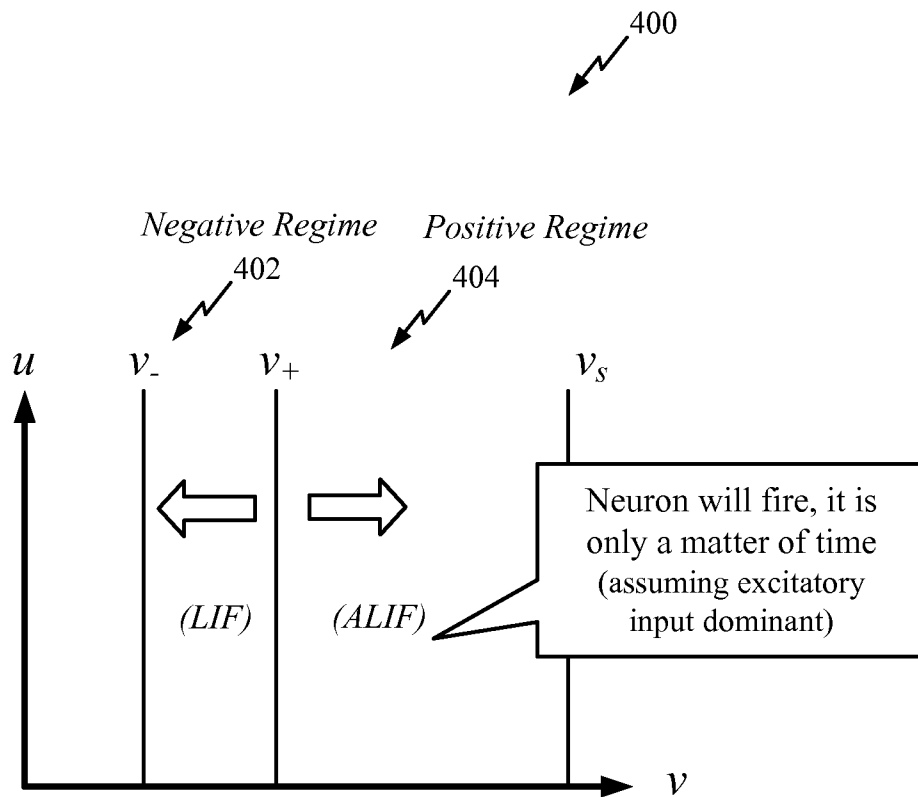 400
Negative Regime
Positive Regime
402
404
u
v-
v+
vs
Neuron will fire, it is
only a matter of time
(assuming excitatory
input dominant)
(LIF)
(ALIF)
v